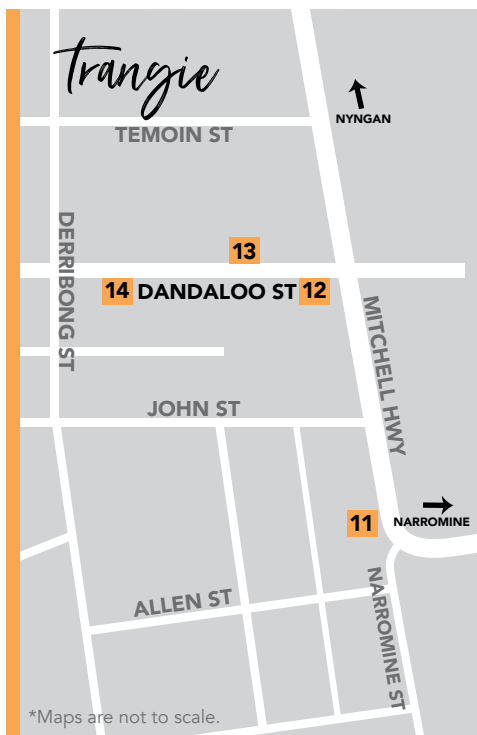 Trangie
NYNGAN
TEMOIN ST
DERRIBONG ST
13
14 DANDALOO ST 12
MITCHELL HWY
JOHN ST
11 NARROMINE
ALLEN ST
NARROMINE ST
*Maps are not to scale.